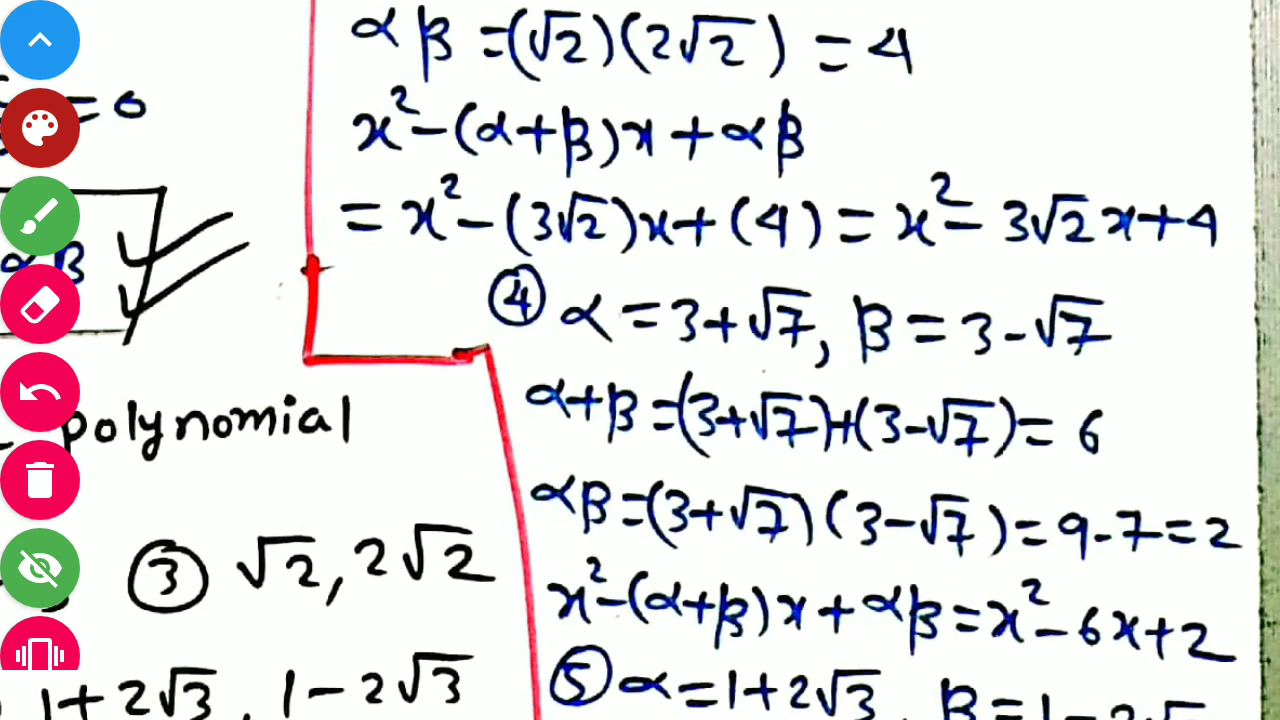 αβ = (√2)(2√2) = 4
x² - (α+β)x + αβ
= x² - (3√2)x + (4) = x² - 3√2x + 4
④ α = 3+√7, β = 3-√7
α+β = (3+√7)+(3-√7) = 6
αβ = (3+√7)(3-√7) = 9-7 = 2
x² - (α+β)x + αβ = x² - 6x + 2
⑤ α = 1+2√3, β = 1-
= 0
αβ
polynomial
③ √2, 2√2
1+2√3, 1-2√3